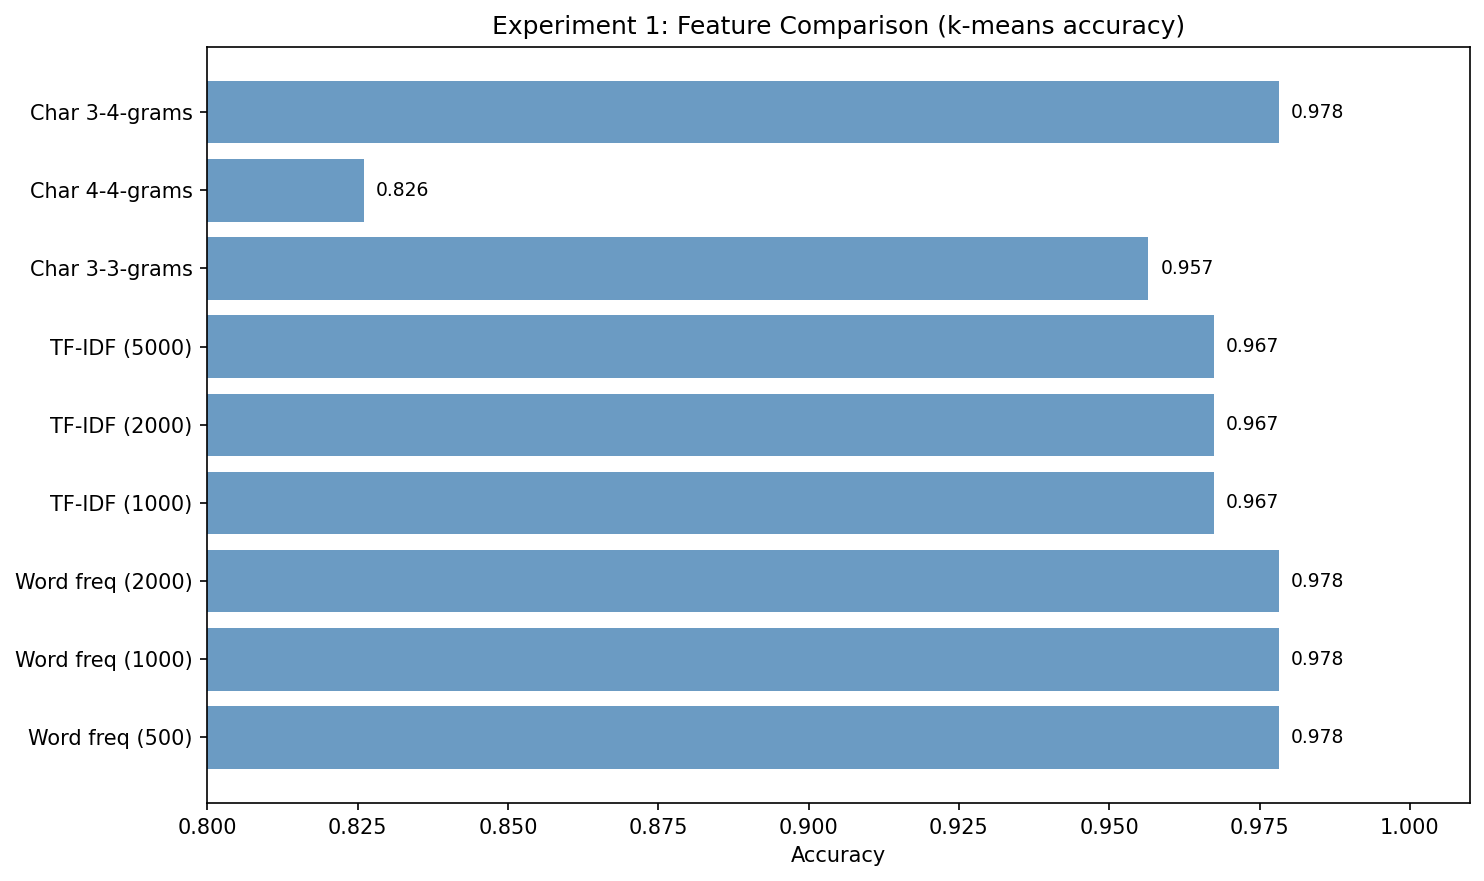 Experiment 1: Feature Comparison (k-means accuracy)
Char 3-4-grams 0.978
Char 4-4-grams 0.826
Char 3-3-grams 0.957
TF-IDF (5000) 0.967
TF-IDF (2000) 0.967
TF-IDF (1000) 0.967
Word freq (2000) 0.978
Word freq (1000) 0.978
Word freq (500) 0.978
0.800 0.825 0.850 0.875 0.900 0.925 0.950 0.975 1.000
Accuracy